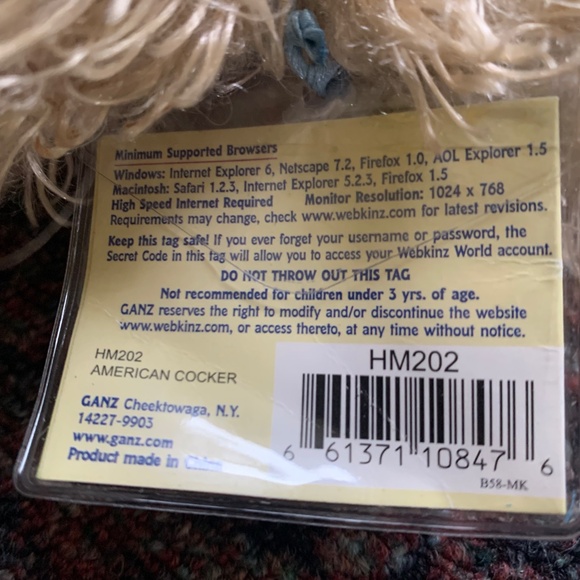 Minimum Supported Browsers
Windows: Internet Explorer 6, Netscape 7.2, Firefox 1.0, AOL Explorer 1.5
Macintosh: Safari 1.2.3, Internet Explorer 5.2.3, Firefox 1.5
High Speed Internet Required Monitor Resolution: 1024 x 768
Requirements may change, check www.webkinz.com for latest revisions.
Keep this tag safe! If you ever forget your username or password, the
Secret Code in this tag will allow you to access your Webkinz World account.
DO NOT THROW OUT THIS TAG
Not recommended for children under 3 yrs. of age.
GANZ reserves the right to modify and/or discontinue the website
www.webkinz.com, or access thereto, at any time without notice.
HM202
AMERICAN COCKER
GANZ Cheektowaga, N.Y.
14227-9903
www.ganz.com
Product made in
HM202
6 61371 10847 6
B58-MK